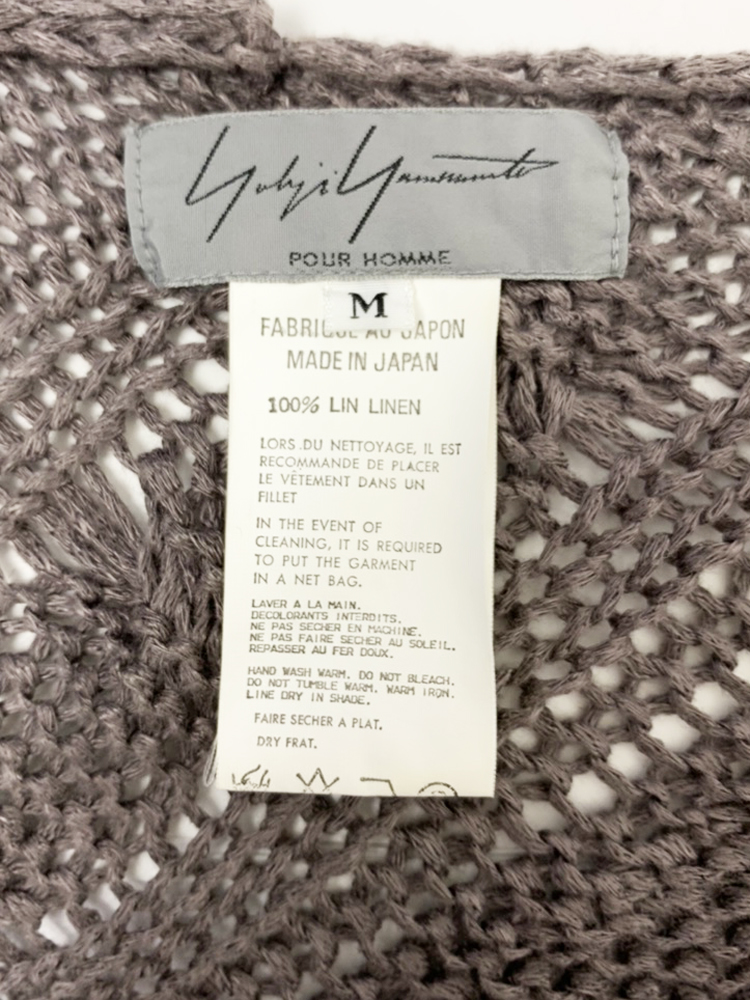 Yohji Yamamoto
POUR HOMME
M
FABRIQUÉ AU JAPON
MADE IN JAPAN
100% LIN LINEN
LORS.DU NETTOYAGE, IL EST
RECOMMANDE DE PLACER
LE VÊTEMENT DANS UN
FILLET
IN THE EVENT OF
CLEANING, IT IS REQUIRED
TO PUT THE GARMENT
IN A NET BAG.
LAVER A LA MAIN.
DECOLORANTS INTERDITS.
NE PAS SECHER EN MACHINE.
NE PAS FAIRE SECHER AU SOLEIL.
REPASSER AU FER DOUX.
HAND WASH WARM. DO NOT BLEACH.
DO NOT TUMBLE WARM. WARM IRON.
LINE DRY IN SHADE.
FAIRE SECHER A PLAT.
DRY FRAT.